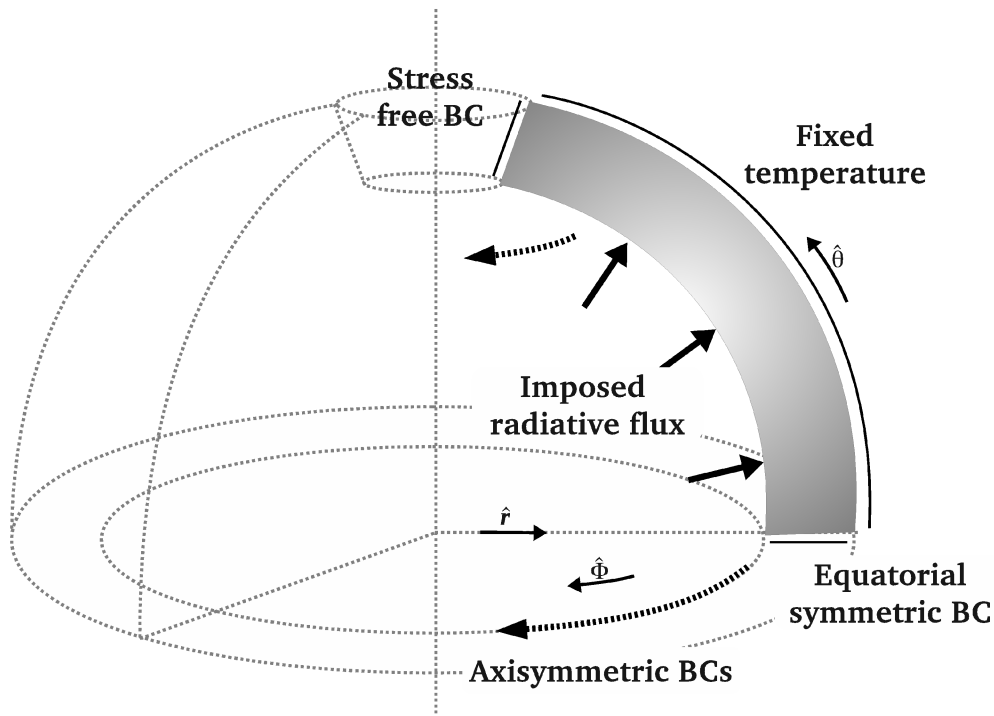 Stress
free BC
Fixed
temperature
θ̂
Imposed
radiative flux
r̂
Φ̂
Equatorial
symmetric BC
Axisymmetric BCs